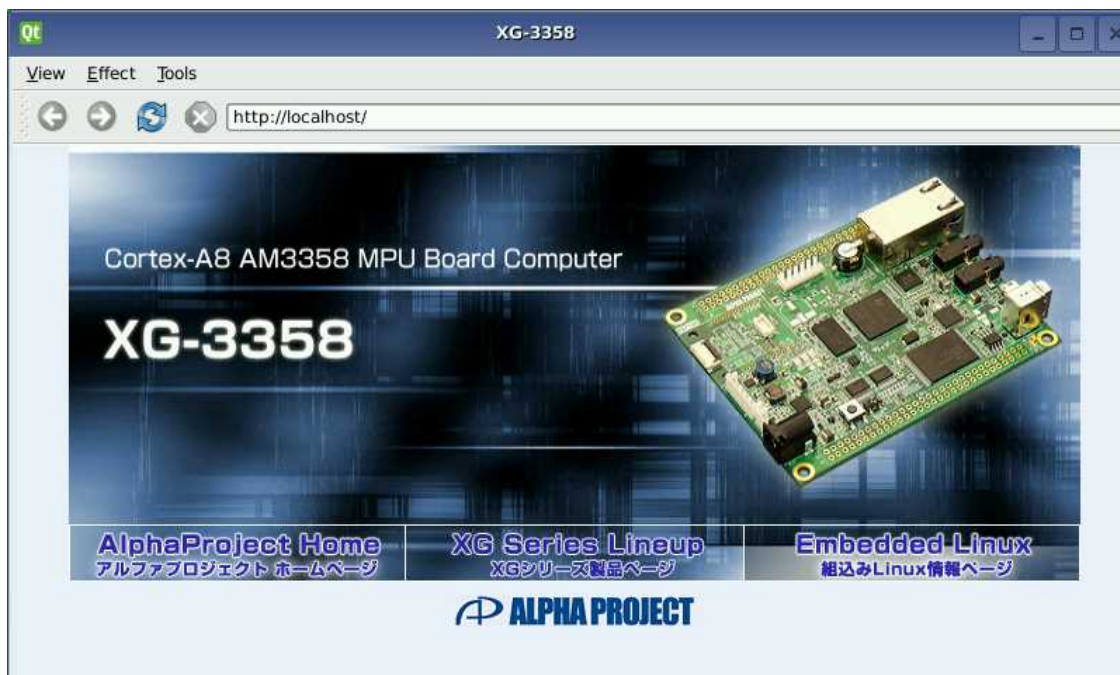 Qt
XG-3358
View Effect Tools
http://localhost/
Cortex-A8 AM3358 MPU Board Computer
XG-3358
AlphaProject Home
アルファプロジェクト ホームページ
XG Series Lineup
XGシリーズ製品ページ
Embedded Linux
組込みLinux情報ページ
ALPHA PROJECT